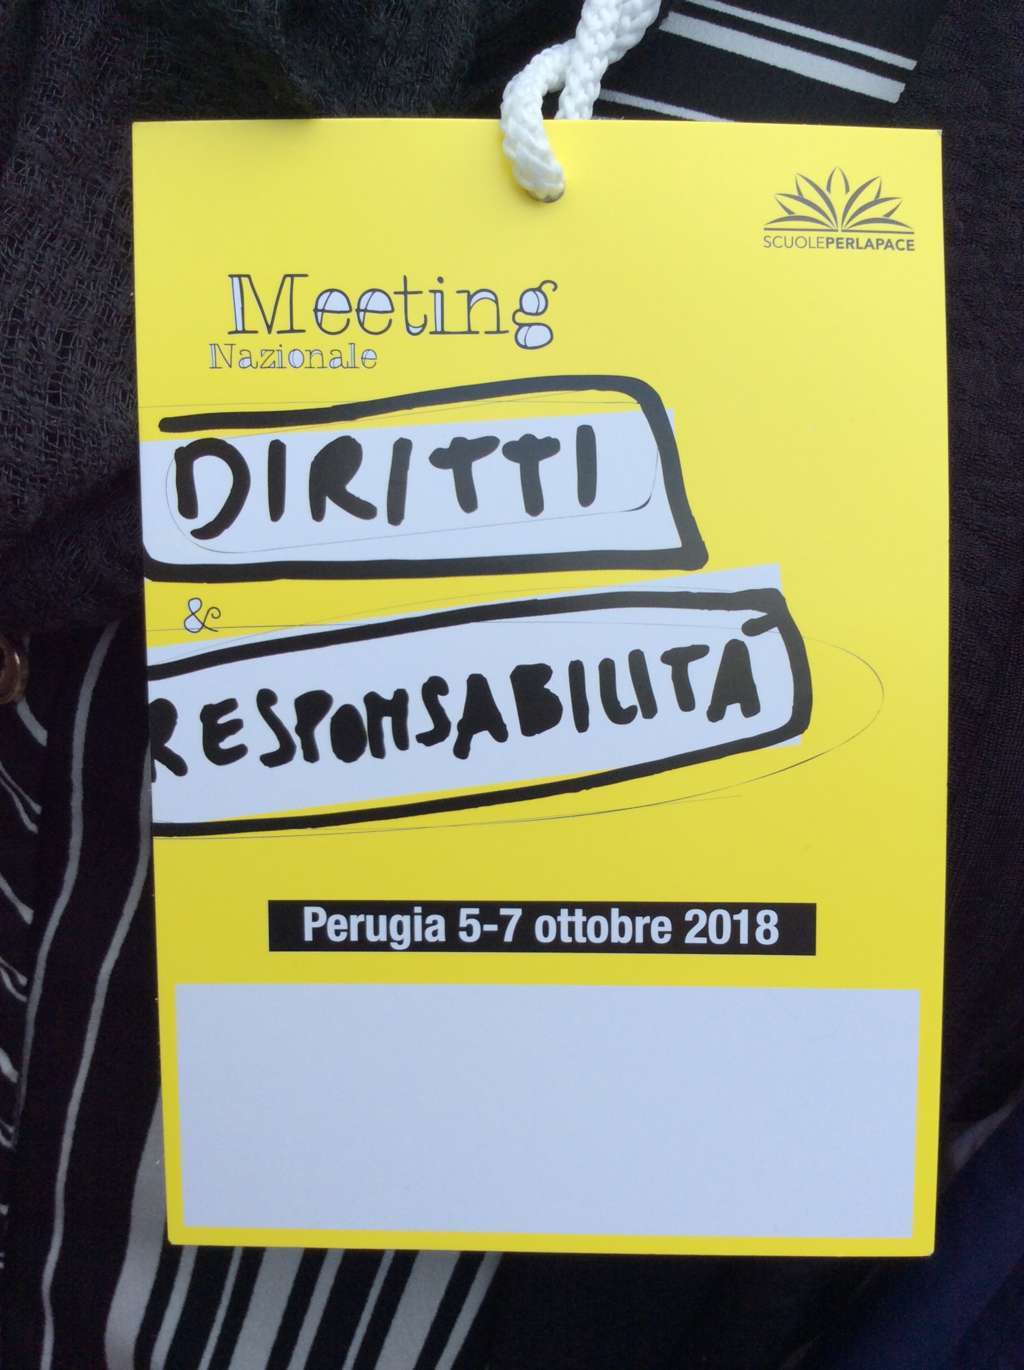 SCUOLEPERLAPACE
Meeting
Nazionale
DIRITTI
&
RESPONSABILITÀ
Perugia 5-7 ottobre 2018